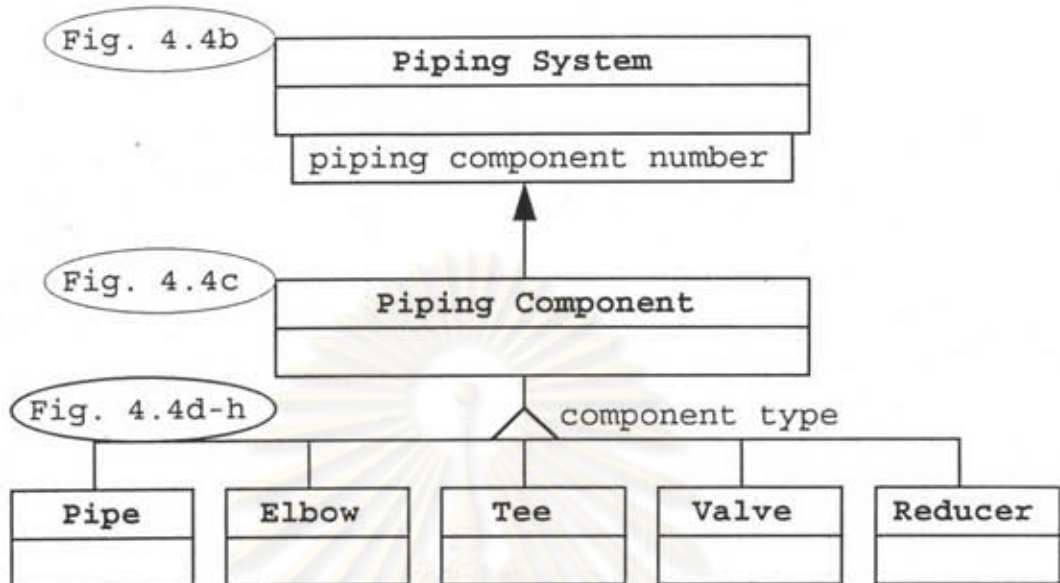 Fig. 4.4b
Piping System
piping component number
Fig. 4.4c
Piping Component
Fig. 4.4d-h
component type
Pipe
Elbow
Tee
Valve
Reducer